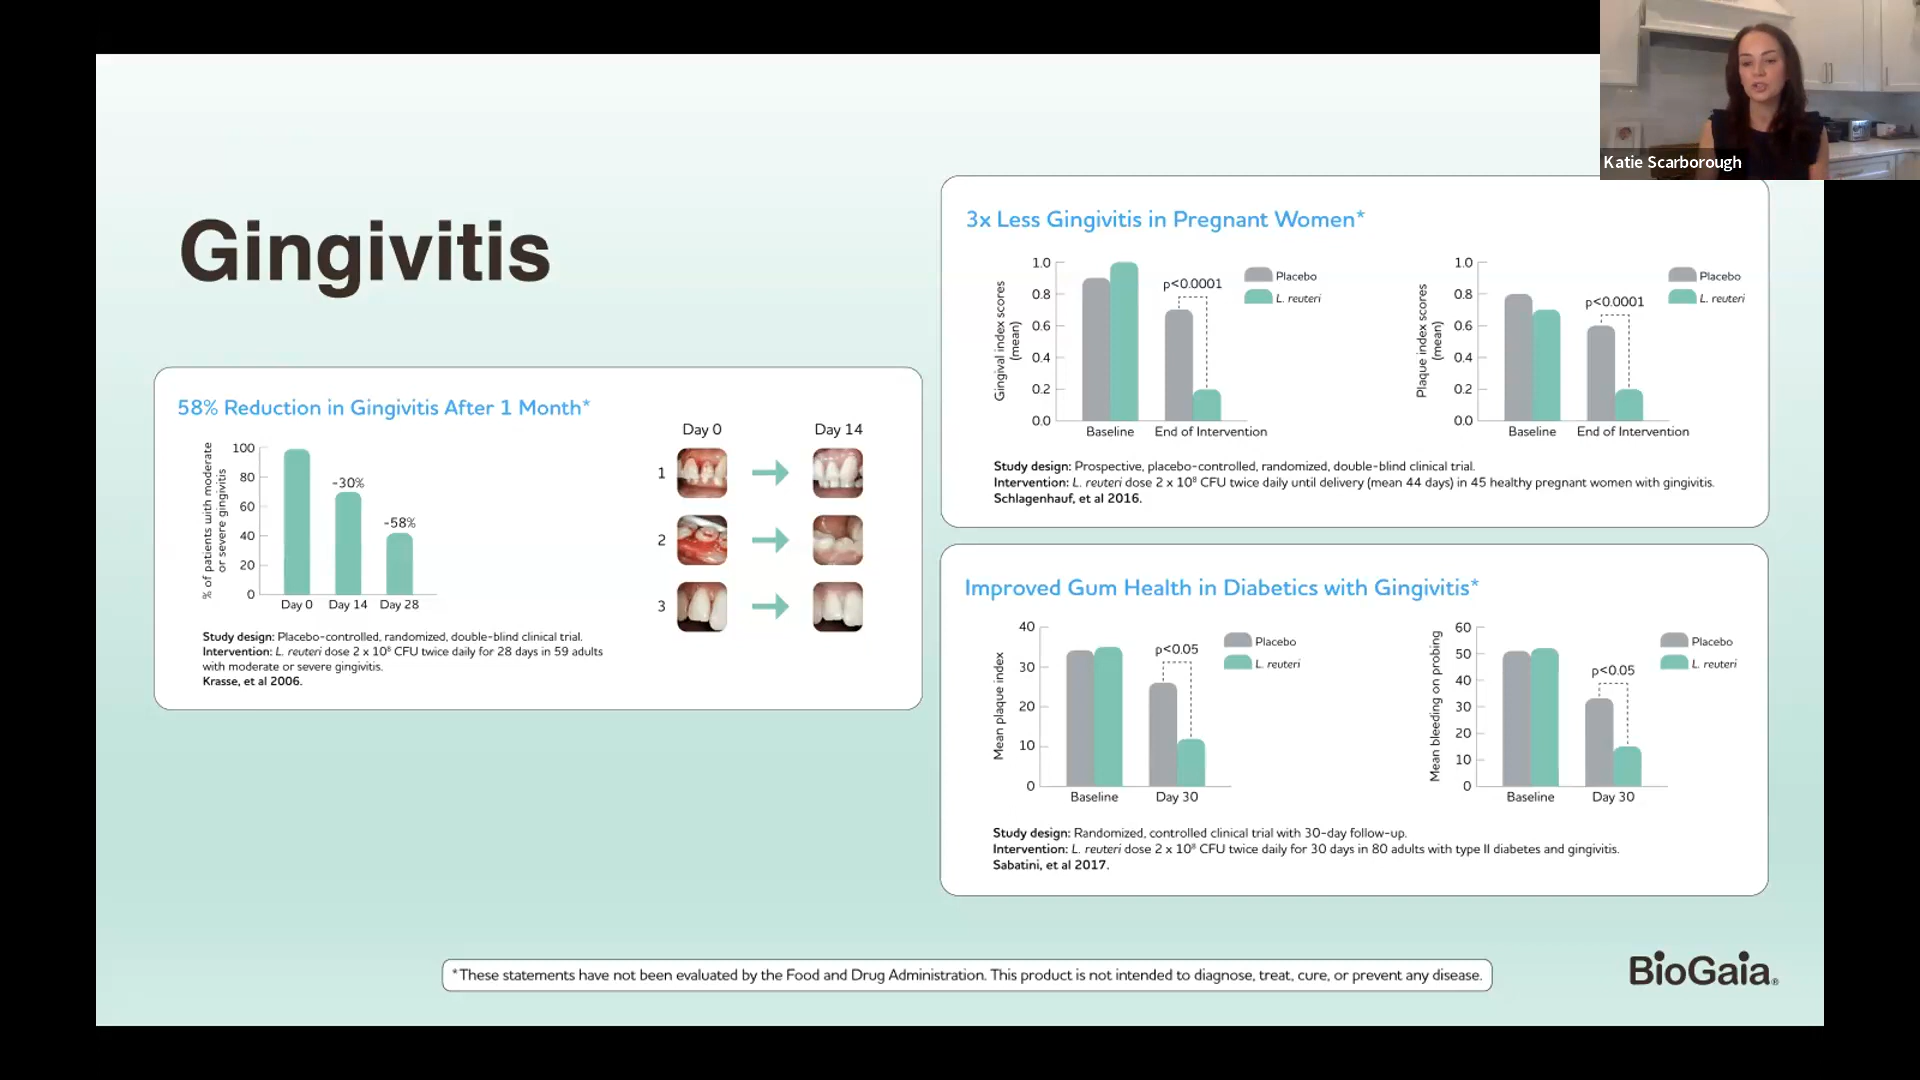 Katie Scarborough
Gingivitis
58% Reduction in Gingivitis After 1 Month*
% of patients with moderate
or severe gingivitis
100
80
60
40
20
0
-30%
-58%
Day 0
Day 14
Day 28
Day 0
Day 14
1
2
3
Study design: Placebo-controlled, randomized, double-blind clinical trial.
Intervention: L. reuteri dose 2 x 10⁸ CFU twice daily for 28 days in 59 adults
with moderate or severe gingivitis.
Krasse, et al 2006.
3x Less Gingivitis in Pregnant Women*
Gingival index scores
(mean)
1.0
0.8
0.6
0.4
0.2
0.0
p<0.0001
Placebo
L. reuteri
Baseline
End of Intervention
Plaque index scores
(mean)
1.0
0.8
0.6
0.4
0.2
0.0
p<0.0001
Placebo
L. reuteri
Baseline
End of Intervention
Study design: Prospective, placebo-controlled, randomized, double-blind clinical trial.
Intervention: L. reuteri dose 2 x 10⁸ CFU twice daily until delivery (mean 44 days) in 45 healthy pregnant women with gingivitis.
Schlagenhauf, et al 2016.
Improved Gum Health in Diabetics with Gingivitis*
Mean plaque index
40
30
20
10
0
p<0.05
Placebo
L. reuteri
Baseline
Day 30
Mean bleeding on probing
60
50
40
30
20
10
0
p<0.05
Placebo
L. reuteri
Baseline
Day 30
Study design: Randomized, controlled clinical trial with 30-day follow-up.
Intervention: L. reuteri dose 2 x 10⁸ CFU twice daily for 30 days in 80 adults with type II diabetes and gingivitis.
Sabatini, et al 2017.
*These statements have not been evaluated by the Food and Drug Administration. This product is not intended to diagnose, treat, cure, or prevent any disease.
BioGaia®